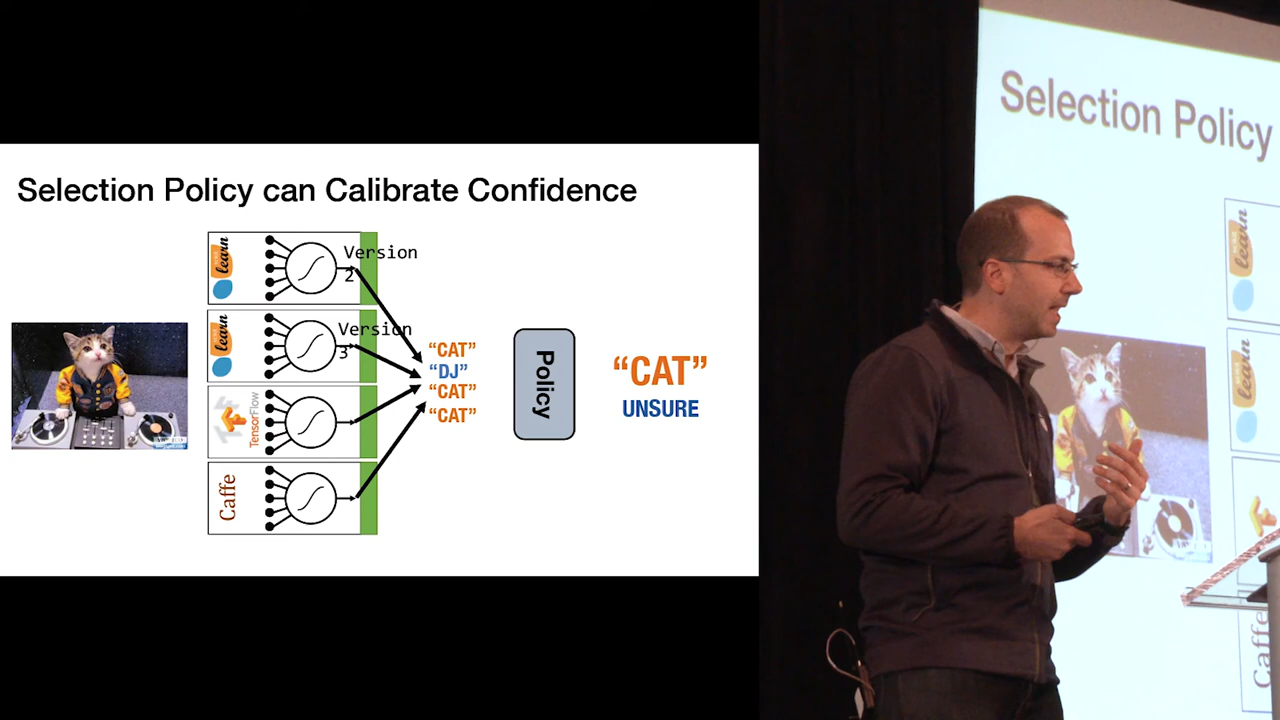 Selection Policy can Calibrate Confidence
learn
Version
2
learn
Version
3
TensorFlow
Caffe
"CAT"
"DJ"
"CAT"
"CAT"
Policy
"CAT"
UNSURE
Selection Policy
learn
learn
Caffe